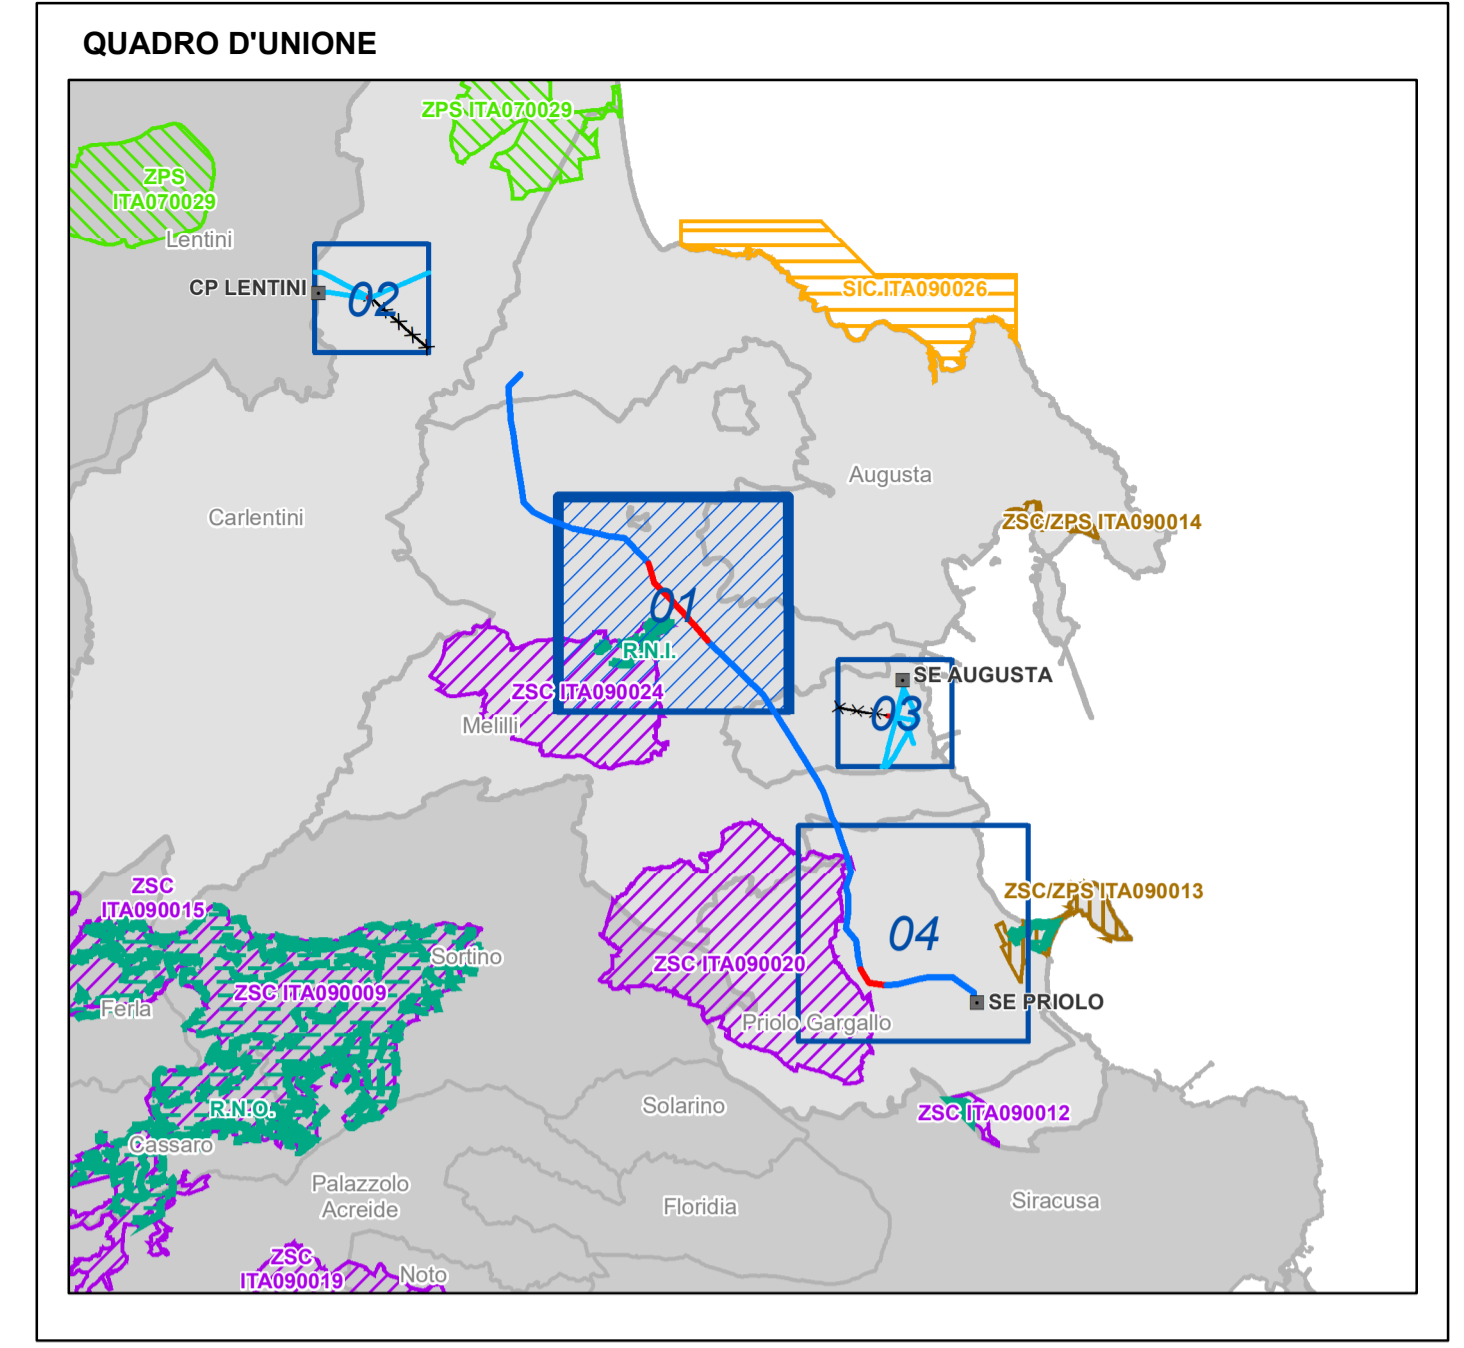 QUADRO D'UNIONE
ZPS ITA070029
ZPS
ITA070029
Lentini
CP LENTINI
02
SIC ITA090026
Augusta
Carlentini
ZSC/ZPS ITA090014
01
R.N.I.
SE AUGUSTA
ZSC ITA090024
03
Melilli
ZSC
ITA090015
ZSC/ZPS ITA090013
04
Sortino
ZSC ITA090020
ZSC ITA090009
SE PRIOLO
Ferla
Priolo Gargallo
R.N.O.
Solarino
ZSC ITA090012
Cassaro
Palazzolo
Acreide
Floridia
Siracusa
ZSC
ITA090019
Noto